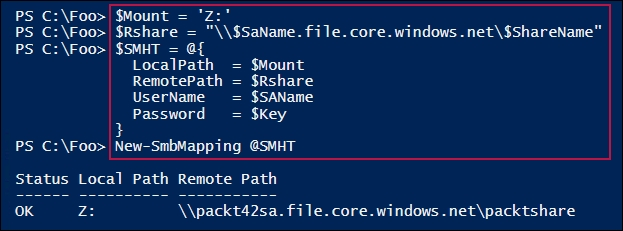 PS C:\Foo> $Mount = 'Z:'
PS C:\Foo> $Rshare = "\\$SaName.file.core.windows.net\$ShareName"
PS C:\Foo> $SMHT = @{
LocalPath  = $Mount
RemotePath = $Rshare
UserName   = $SAName
Password   = $Key
}
PS C:\Foo> New-SmbMapping @SMHT
Status Local Path Remote Path
------ ---------- -----------
OK     Z:         \\packt42sa.file.core.windows.net\packtshare